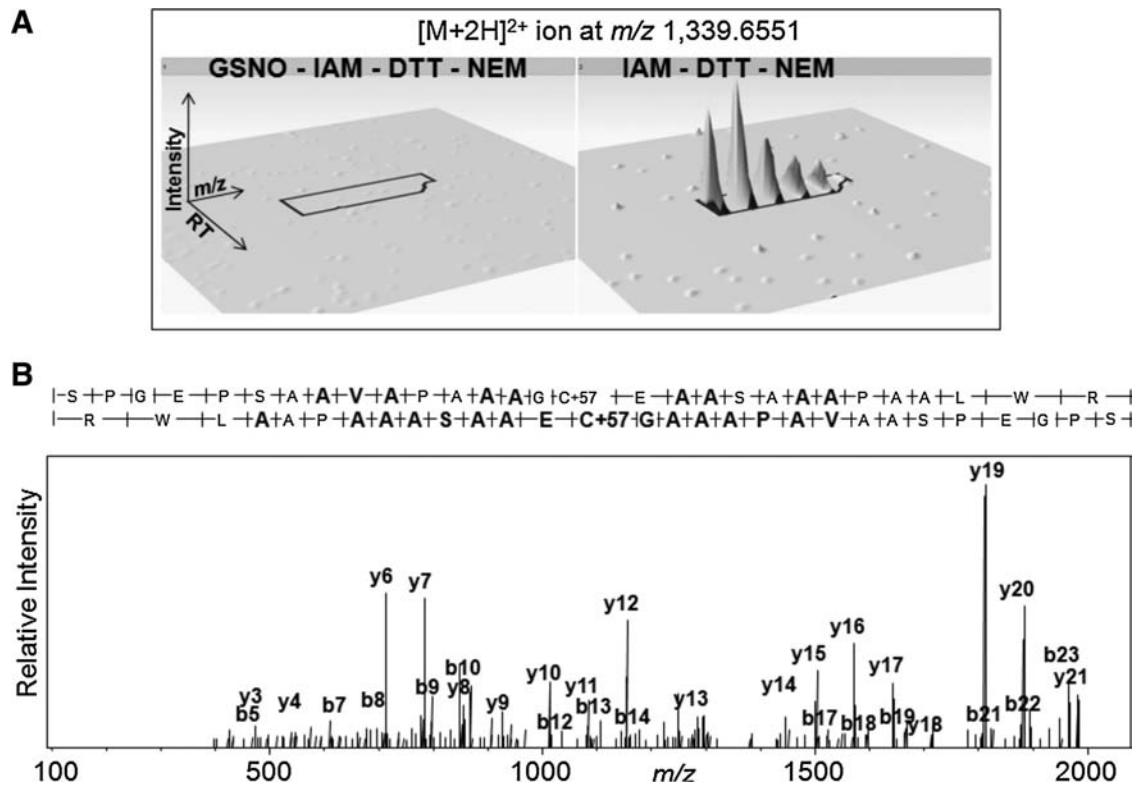 A
[M+2H]2+ ion at m/z 1,339.6551
GSNO - IAM - DTT - NEM
IAM - DTT - NEM
Intensity
m/z
RT
B
S P G E P S A A V A P A A A G C+57 E A A S A A P A A L W R
R W L A A P A A A S A A E C+57 G A A A P A V A A S P E G P S
Relative Intensity
y3
b5
y4
b7
y6
b8
y7
b9
b10
y8
y9
y10
b12
y11
b13
y12
b14
y13
y14
y15
b17
y16
b18
y17
b19
y18
y19
b21
y20
b22
b23
y21
100 500 1000 m/z 1500 2000